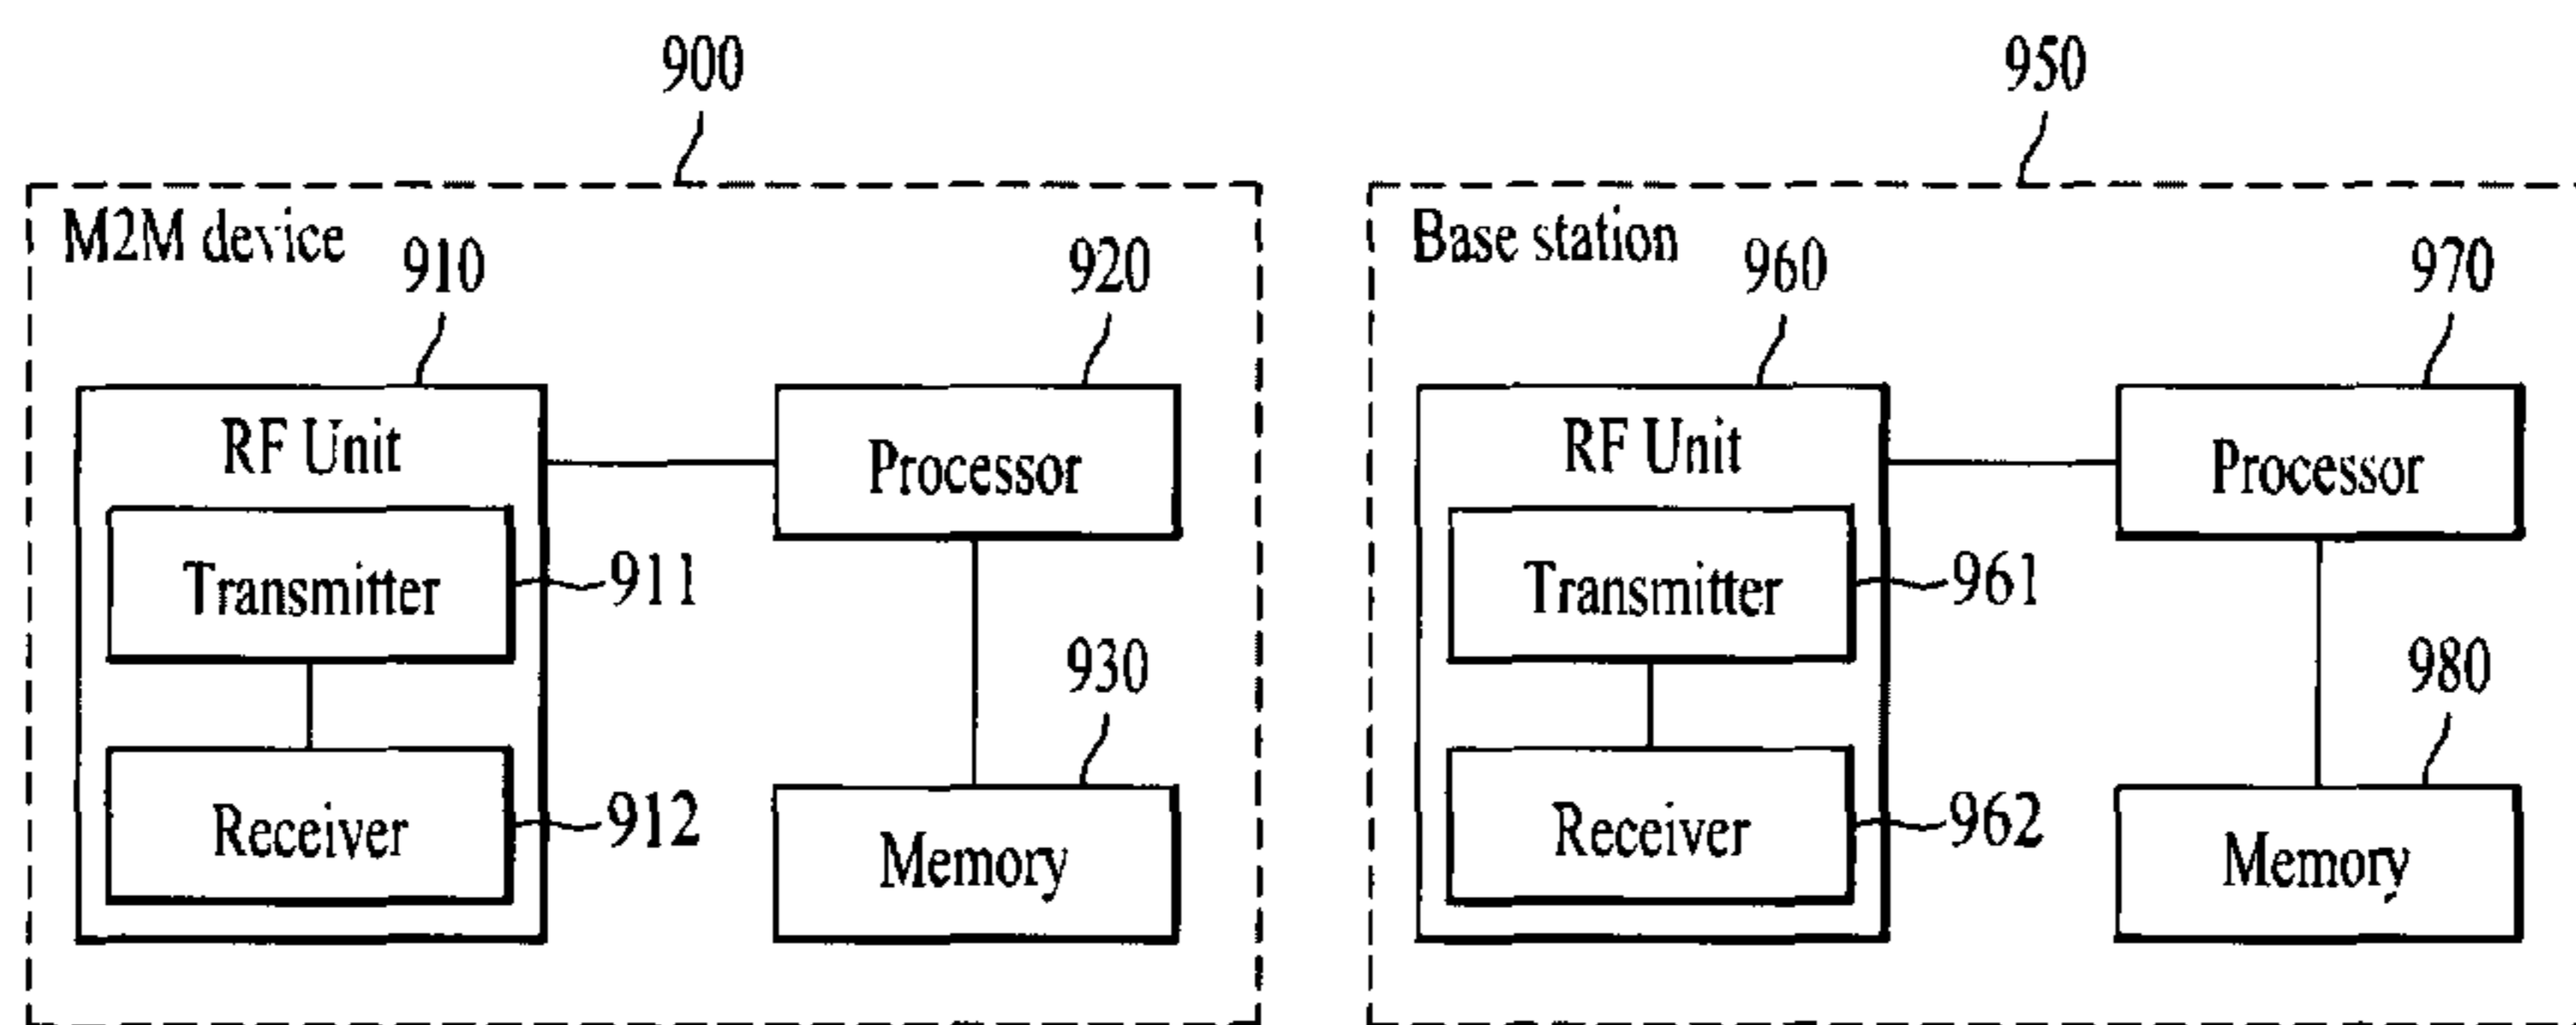 900
950
M2M device
910
920
RF Unit
Processor
Transmitter
911
930
Receiver
912
Memory
Base station
960
970
RF Unit
Processor
Transmitter
961
980
Receiver
962
Memory